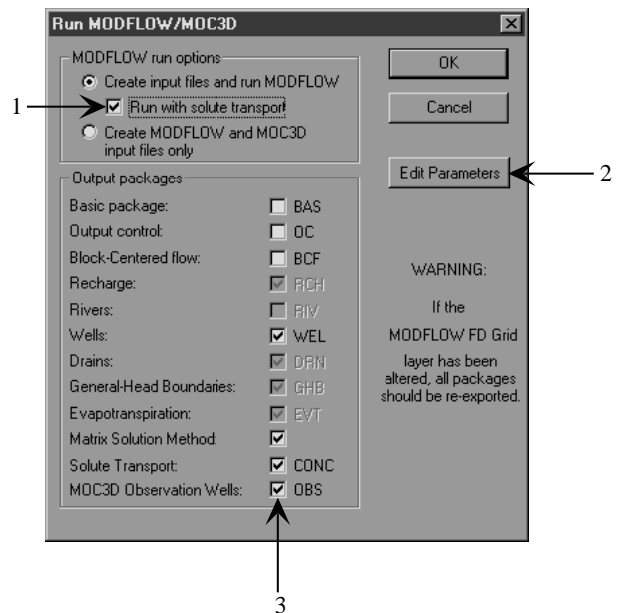 Run MODFLOW/MOC3D
MODFLOW run options
Create input files and run MODFLOW
Run with solute transport
Create MODFLOW and MOC3D
input files only
OK
Cancel
Edit Parameters
1
2
Output packages
Basic package: BAS
Output control: OC
Block-Centered flow: BCF
Recharge: RCH
Rivers: RIV
Wells: WEL
Drains: DRN
General-Head Boundaries: GHB
Evapotranspiration: EVT
Matrix Solution Method
Solute Transport: CONC
MOC3D Observation Wells: OBS
WARNING:
If the
MODFLOW FD Grid
layer has been
altered, all packages
should be re-exported.
3